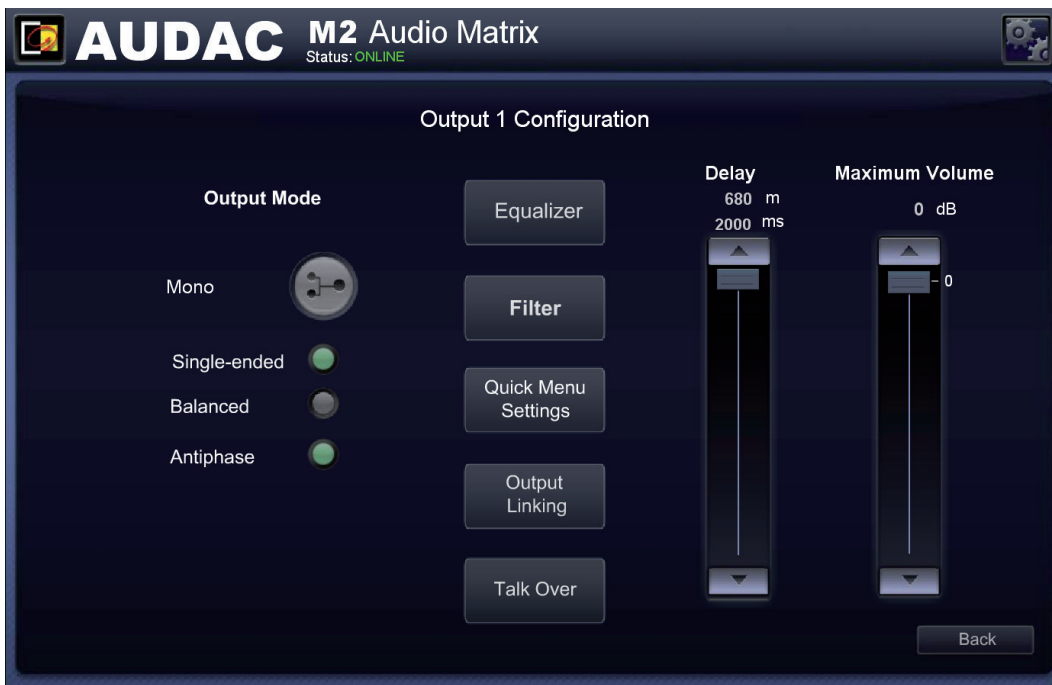 AUDAC M2 Audio Matrix
Status: ONLINE
Output 1 Configuration
Output Mode
Mono
Single-ended
Balanced
Antiphase
Equalizer
Filter
Quick Menu
Settings
Output
Linking
Talk Over
Delay
680 m
2000 ms
Maximum Volume
0 dB
0
Back